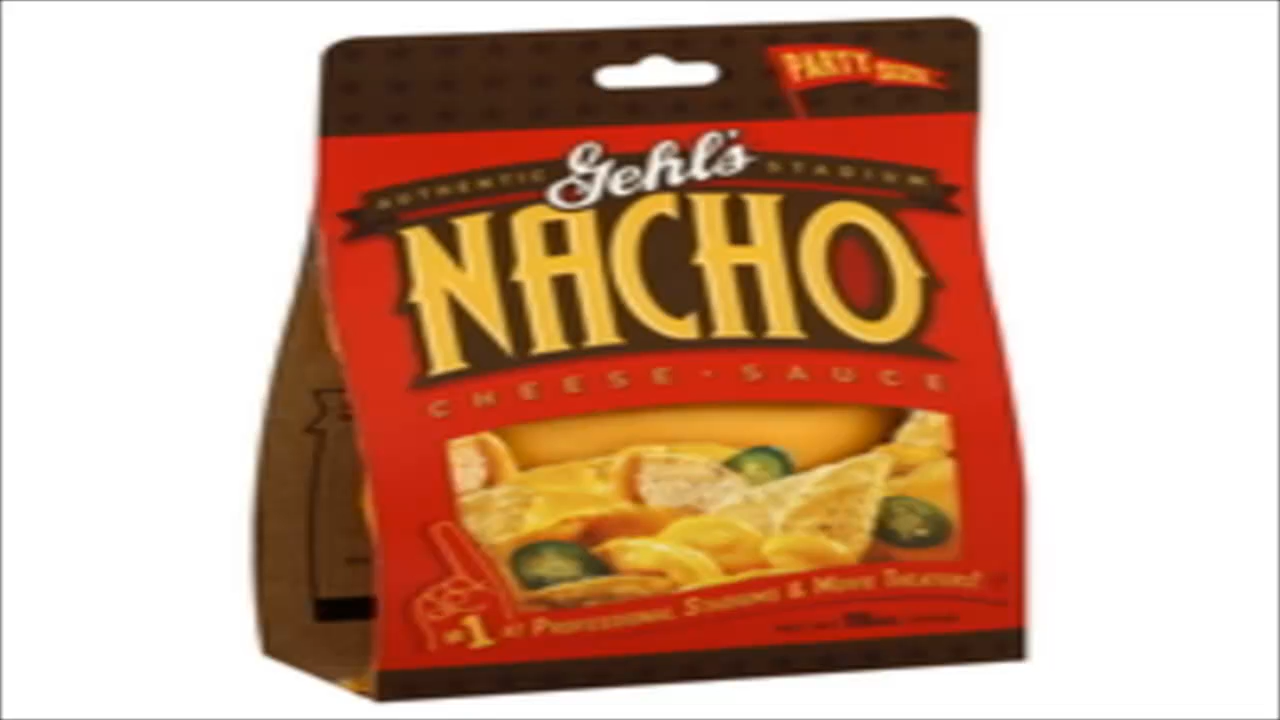 PARTY SIZE
Gehl's
AUTHENTIC STADIUM
NACHO
CHEESE • SAUCE
#1 AT PROFESSIONAL STADIUMS & MOVIE THEATERS!